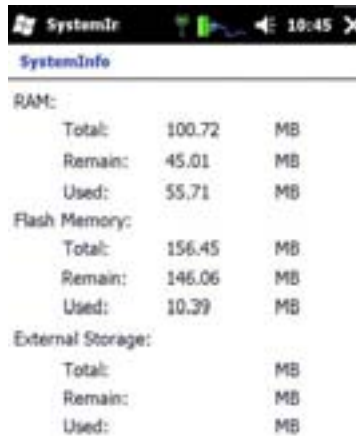 SystemIr 10:45
SystemInfo
RAM:
Total: 100.72 MB
Remain: 45.01 MB
Used: 55.71 MB
Flash Memory:
Total: 156.45 MB
Remain: 146.06 MB
Used: 10.39 MB
External Storage:
Total: MB
Remain: MB
Used: MB